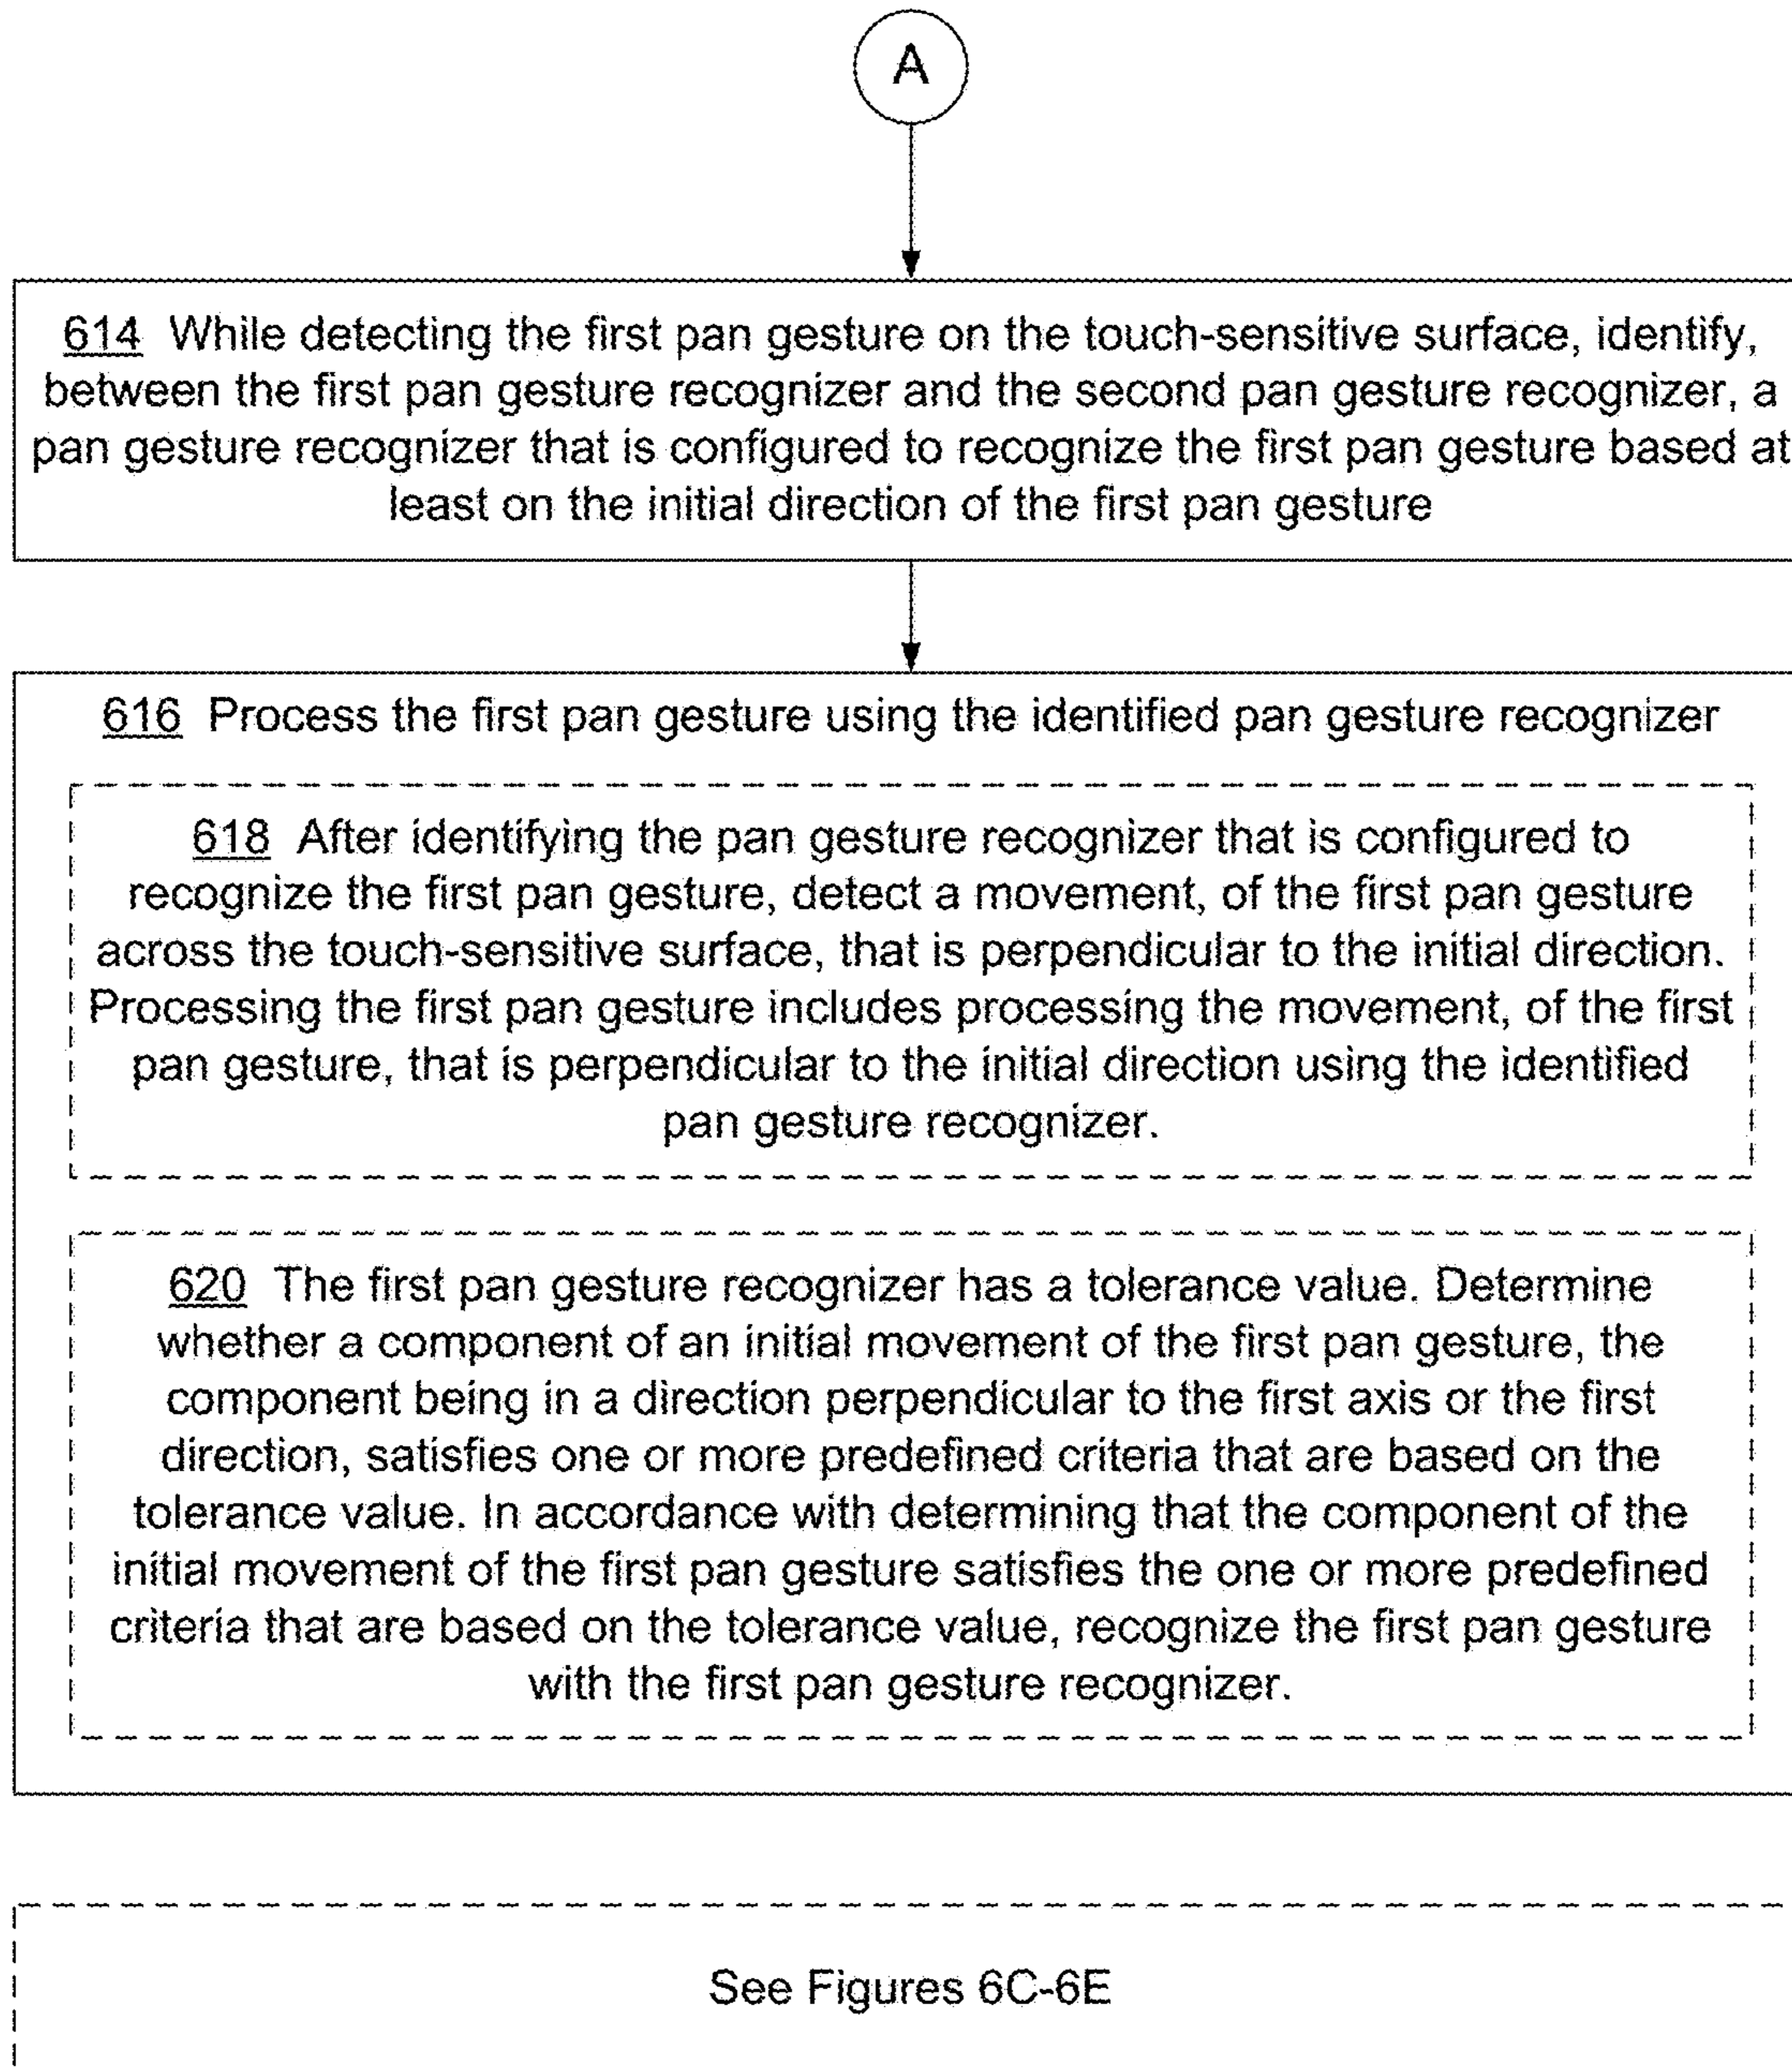 A
614 While detecting the first pan gesture on the touch-sensitive surface, identify,
between the first pan gesture recognizer and the second pan gesture recognizer, a
pan gesture recognizer that is configured to recognize the first pan gesture based at
least on the initial direction of the first pan gesture
616 Process the first pan gesture using the identified pan gesture recognizer
618 After identifying the pan gesture recognizer that is configured to
recognize the first pan gesture, detect a movement, of the first pan gesture
across the touch-sensitive surface, that is perpendicular to the initial direction.
Processing the first pan gesture includes processing the movement, of the first
pan gesture, that is perpendicular to the initial direction using the identified
pan gesture recognizer.
620 The first pan gesture recognizer has a tolerance value. Determine
whether a component of an initial movement of the first pan gesture, the
component being in a direction perpendicular to the first axis or the first
direction, satisfies one or more predefined criteria that are based on the
tolerance value. In accordance with determining that the component of the
initial movement of the first pan gesture satisfies the one or more predefined
criteria that are based on the tolerance value, recognize the first pan gesture
with the first pan gesture recognizer.
See Figures 6C-6E